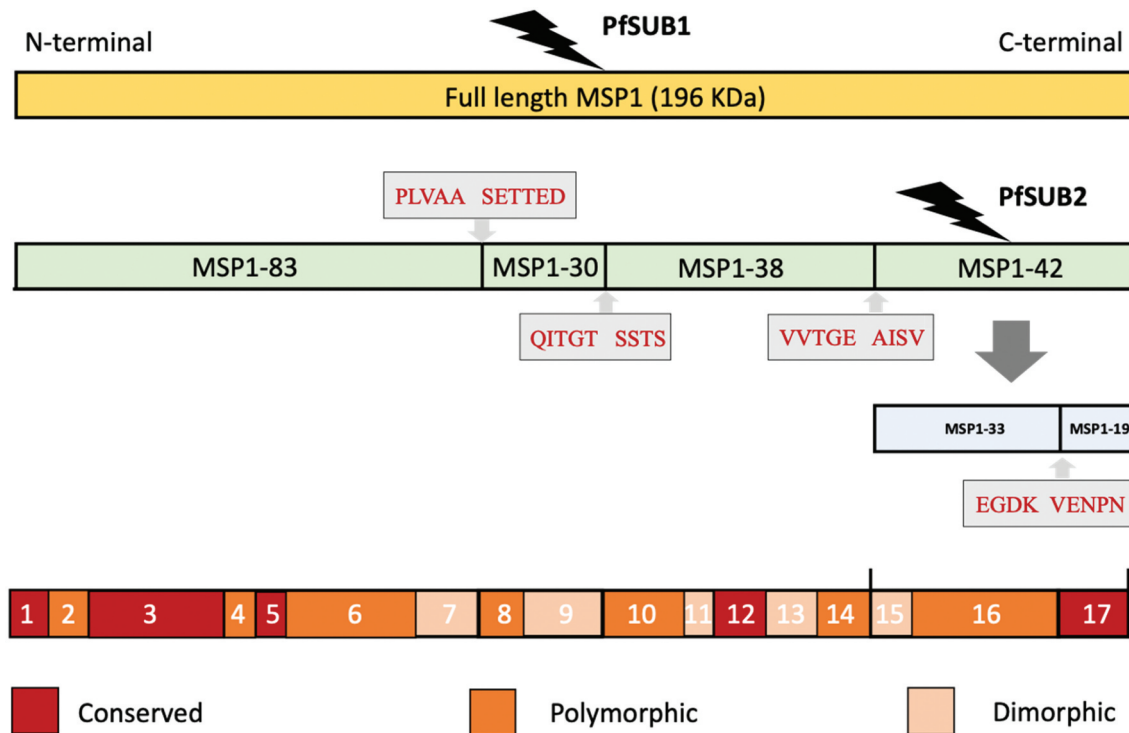 PfSUB1
N-terminal
C-terminal
Full length MSP1 (196 KDa)
PLVAA SETTED
PfSUB2
MSP1-83
MSP1-30
MSP1-38
MSP1-42
QITGT SSTS
VVTGE AISV
MSP1-33
MSP1-19
EGDK VENPN
1 2 3 4 5 6 7 8 9 10 11 12 13 14 15 16 17
Conserved
Polymorphic
Dimorphic